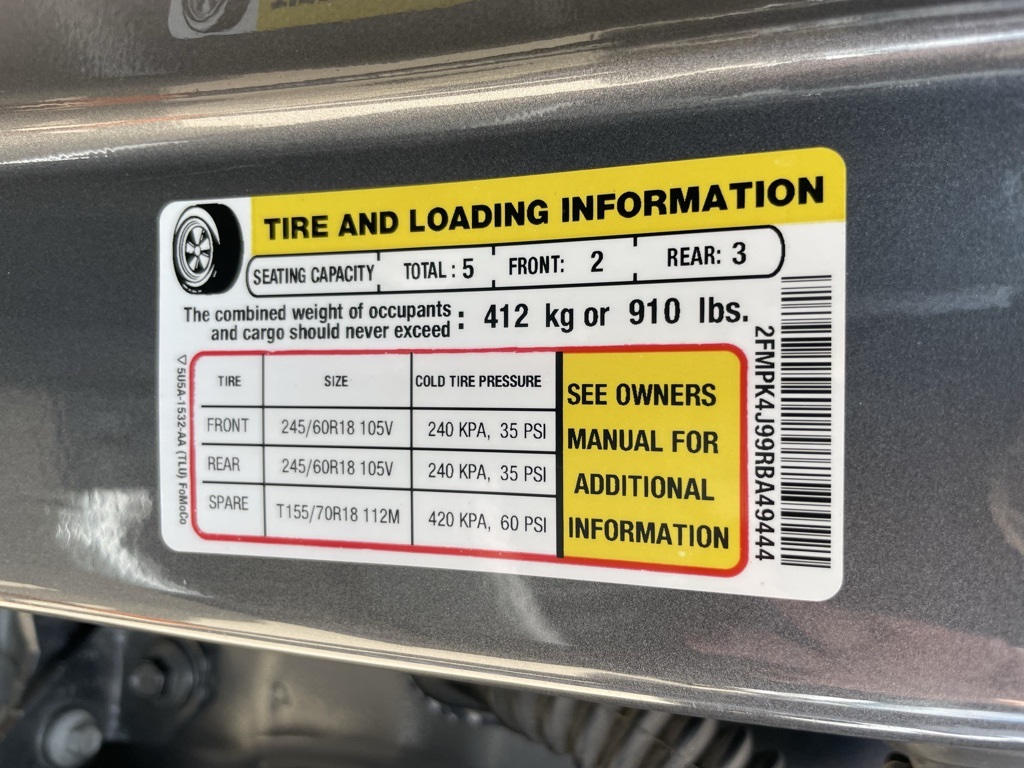 TIRE AND LOADING INFORMATION
SEATING CAPACITY TOTAL : 5 FRONT: 2 REAR: 3
The combined weight of occupants
and cargo should never exceed : 412 kg or 910 lbs.
TIRE SIZE COLD TIRE PRESSURE
FRONT 245/60R18 105V 240 KPA, 35 PSI
REAR 245/60R18 105V 240 KPA, 35 PSI
SPARE T155/70R18 112M 420 KPA, 60 PSI
SEE OWNERS
MANUAL FOR
ADDITIONAL
INFORMATION
5U5A-1532-AA (TLU) FoMoCo
2FMPK4J99RBA49444